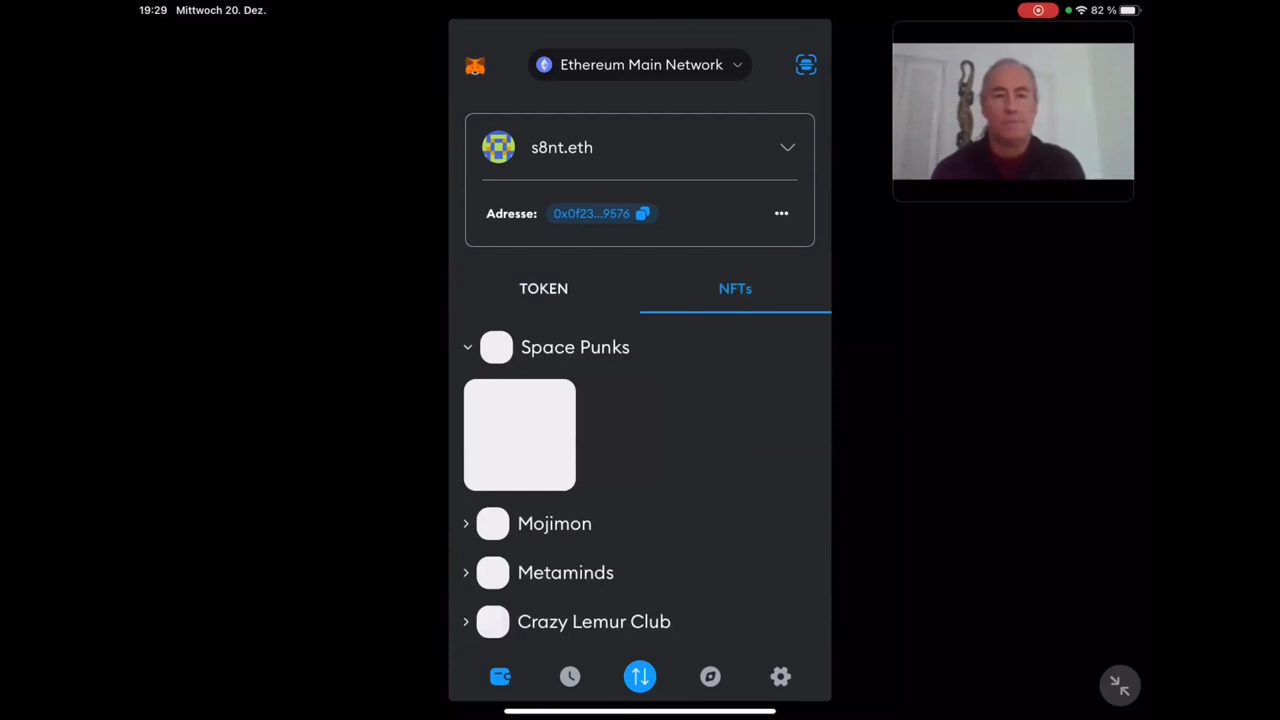 19:29 Mittwoch 20. Dez.
82 %
Ethereum Main Network
s8nt.eth
Adresse: 0x0f23...9576
TOKEN
NFTs
Space Punks
Mojimon
Metaminds
Crazy Lemur Club